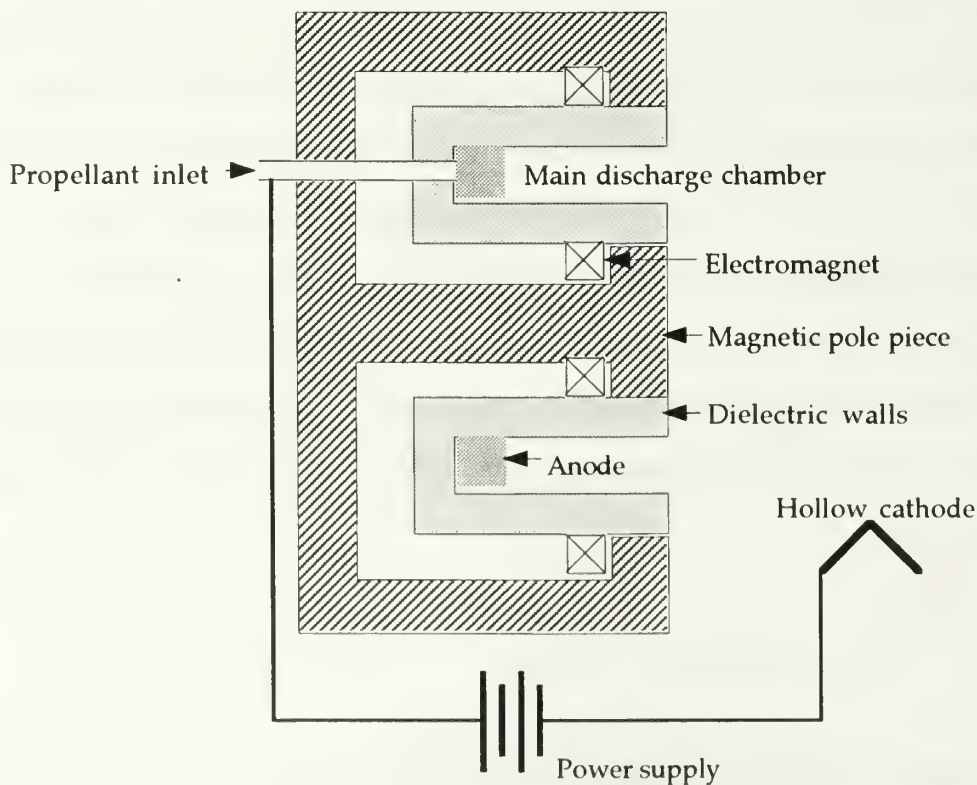 Propellant inlet
Main discharge chamber
Electromagnet
Magnetic pole piece
Dielectric walls
Anode
Hollow cathode
Power supply